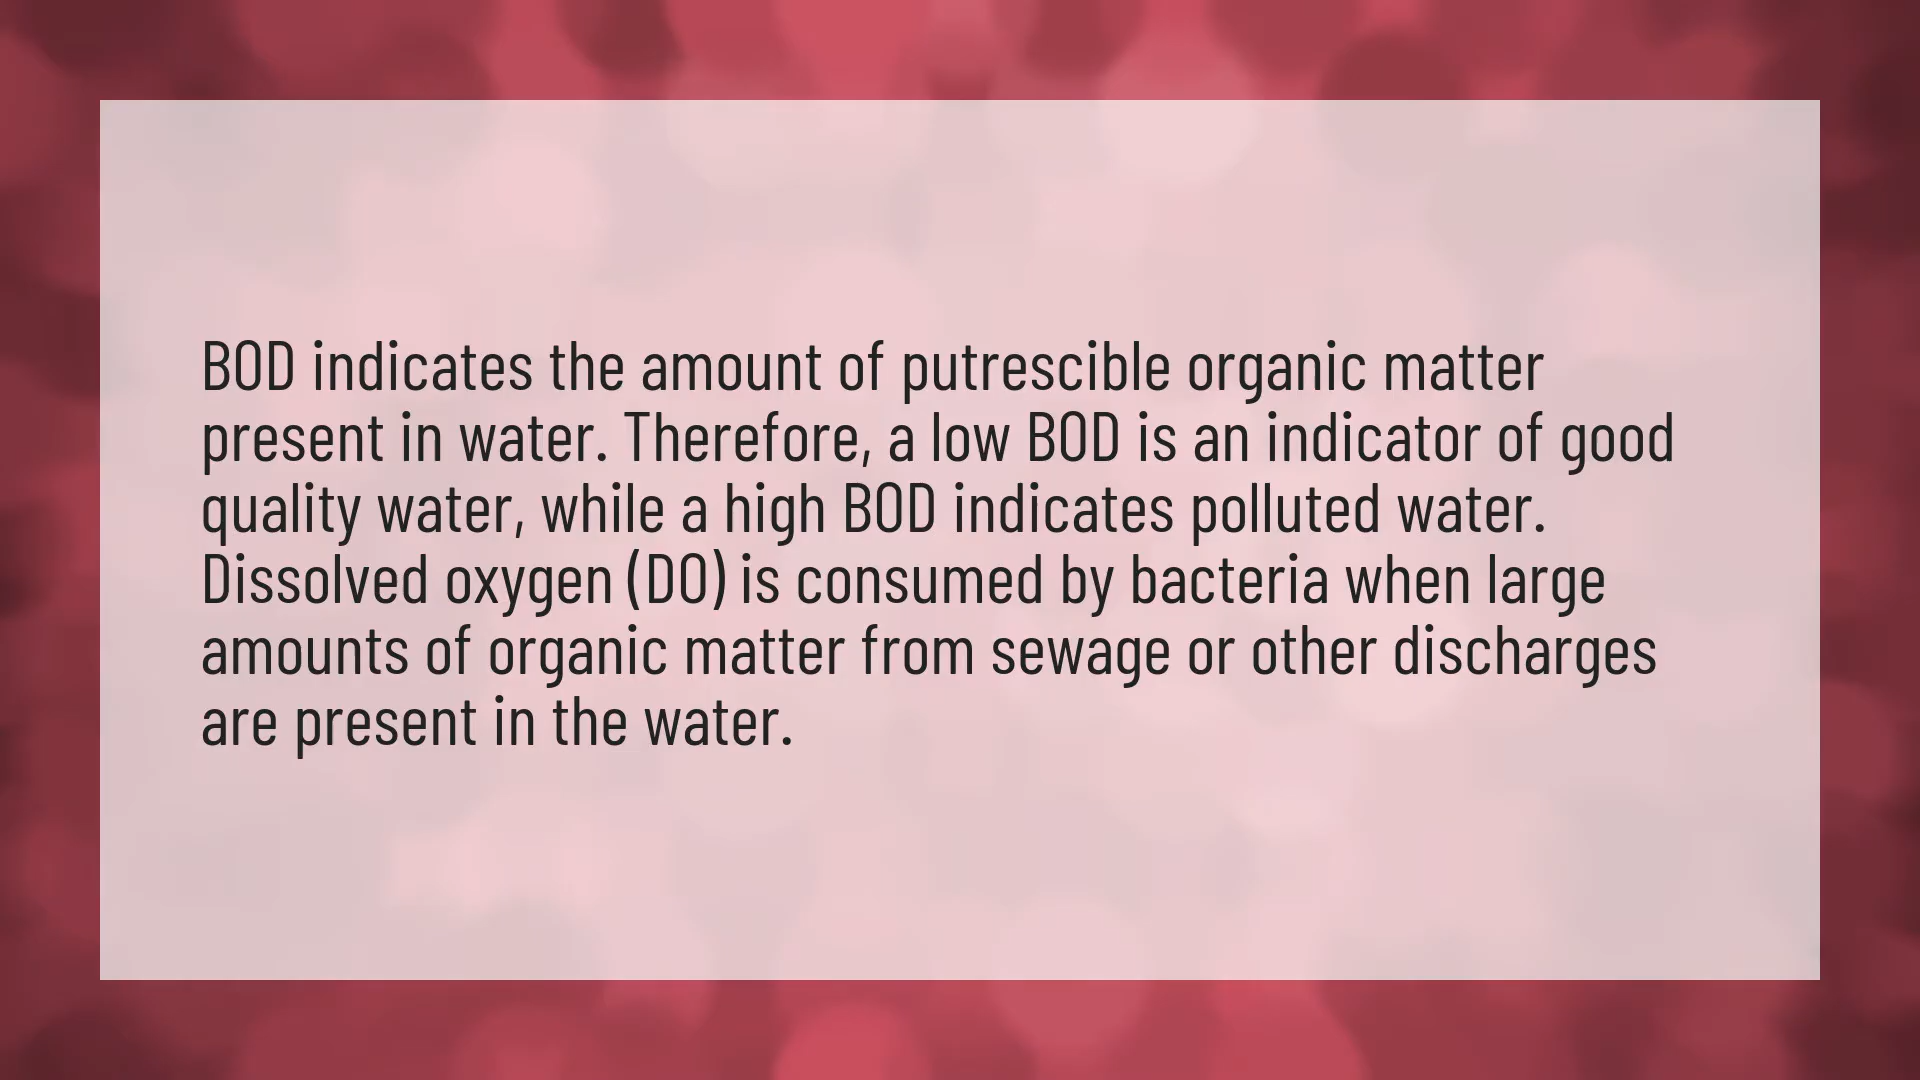 BOD indicates the amount of putrescible organic matter
present in water. Therefore, a low BOD is an indicator of good
quality water, while a high BOD indicates polluted water.
Dissolved oxygen (DO) is consumed by bacteria when large
amounts of organic matter from sewage or other discharges
are present in the water.